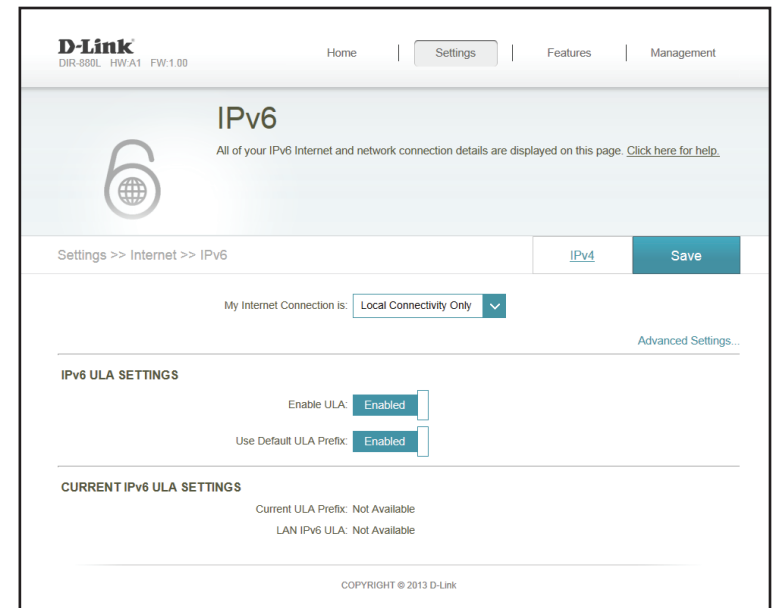 D-Link
DIR-880L HW:A1 FW:1.00
Home Settings Features Management
IPv6
All of your IPv6 Internet and network connection details are displayed on this page. Click here for help.
Settings >> Internet >> IPv6 IPv4 Save
My Internet Connection is: Local Connectivity Only
Advanced Settings...
IPv6 ULA SETTINGS
Enable ULA: Enabled
Use Default ULA Prefix: Enabled
CURRENT IPv6 ULA SETTINGS
Current ULA Prefix: Not Available
LAN IPv6 ULA: Not Available
COPYRIGHT © 2013 D-Link